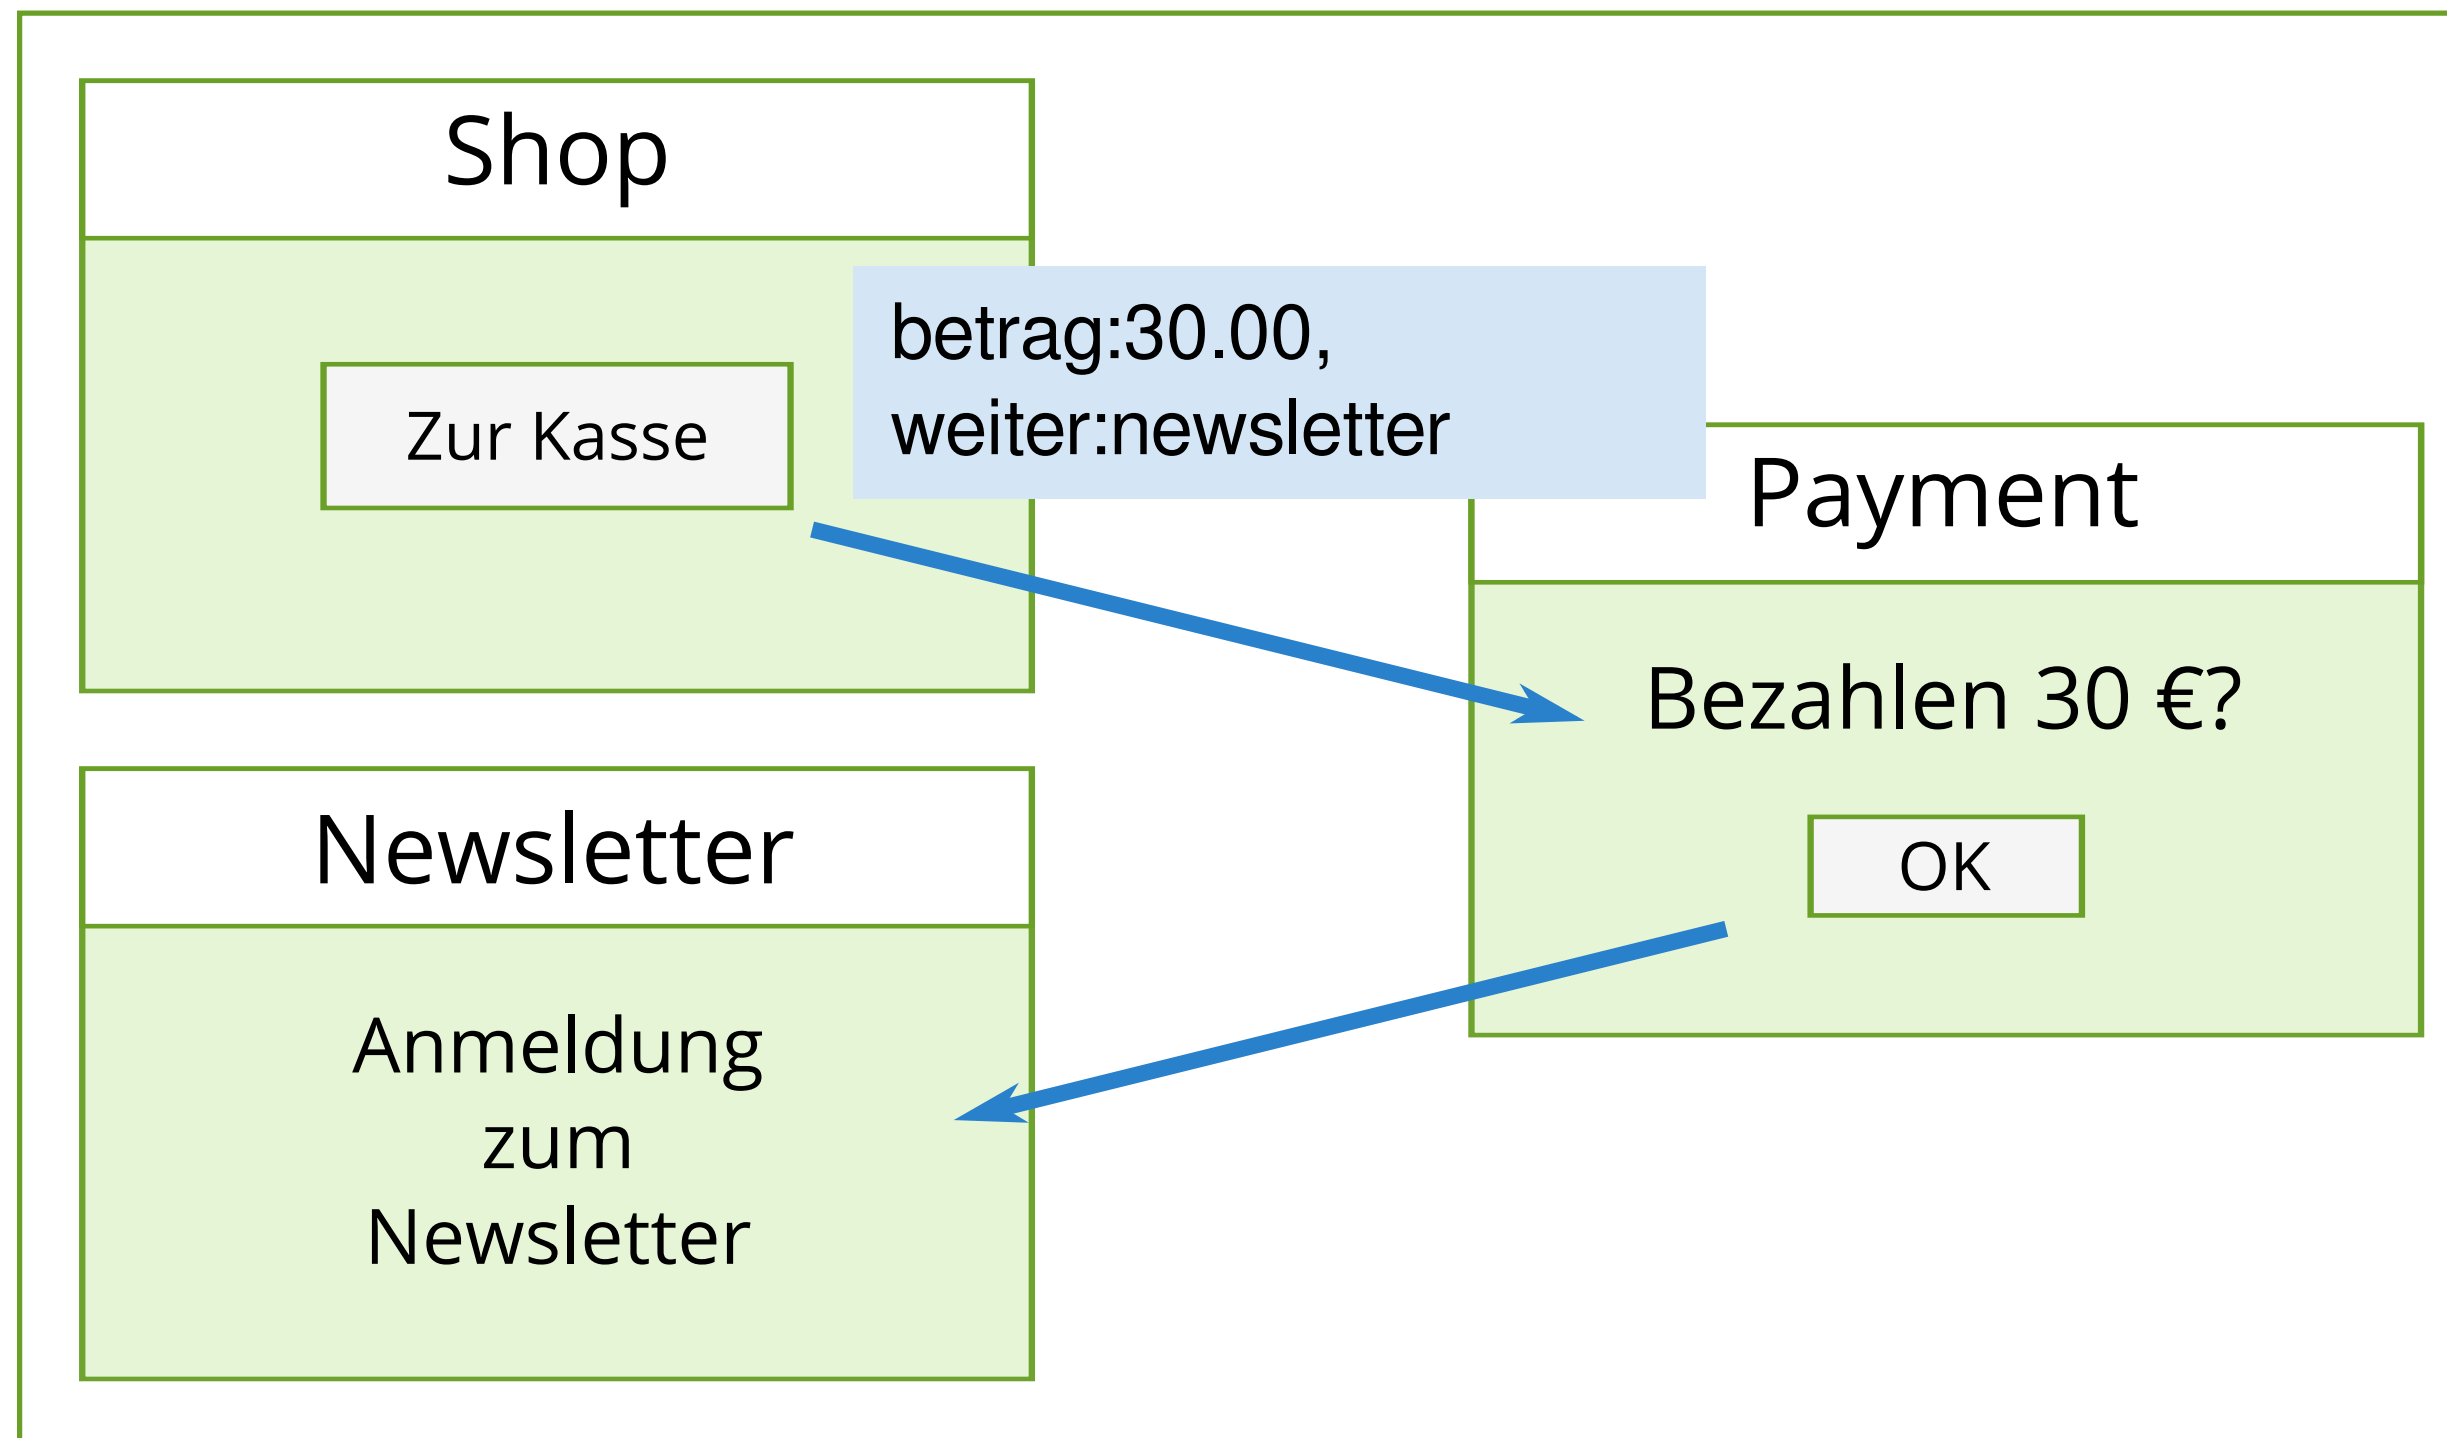 Shop
Zur Kasse
betrag:30.00,
weiter:newsletter
Payment
Bezahlen 30 €?
OK
Newsletter
Anmeldung
zum
Newsletter